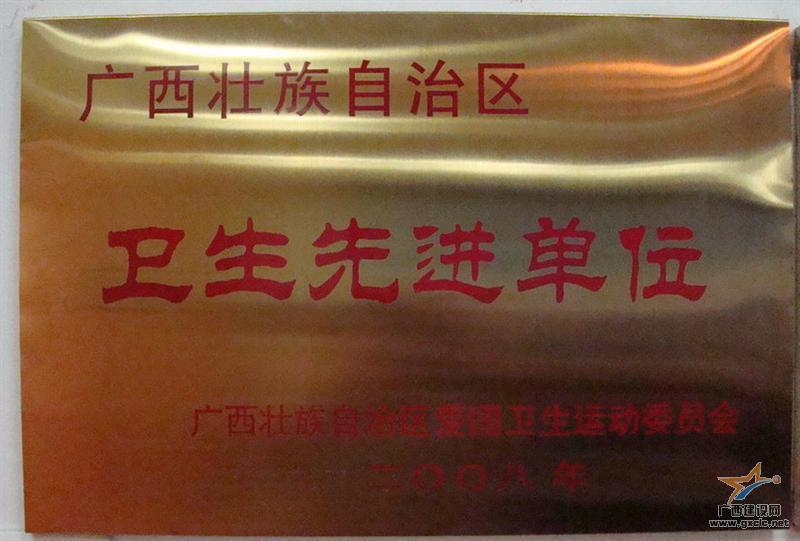 广西壮族自治区
卫生先进单位
广西壮族自治区爱国卫生运动委员会
二〇〇八年
广西建设网
www.gxcic.net